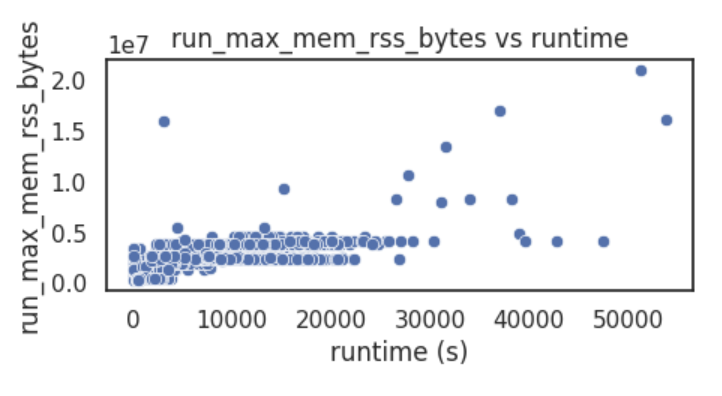 run_max_mem_rss_bytes vs runtime
1e7
run_max_mem_rss_bytes
2.0
1.5
1.0
0.5
0.0
0 10000 20000 30000 40000 50000
runtime (s)